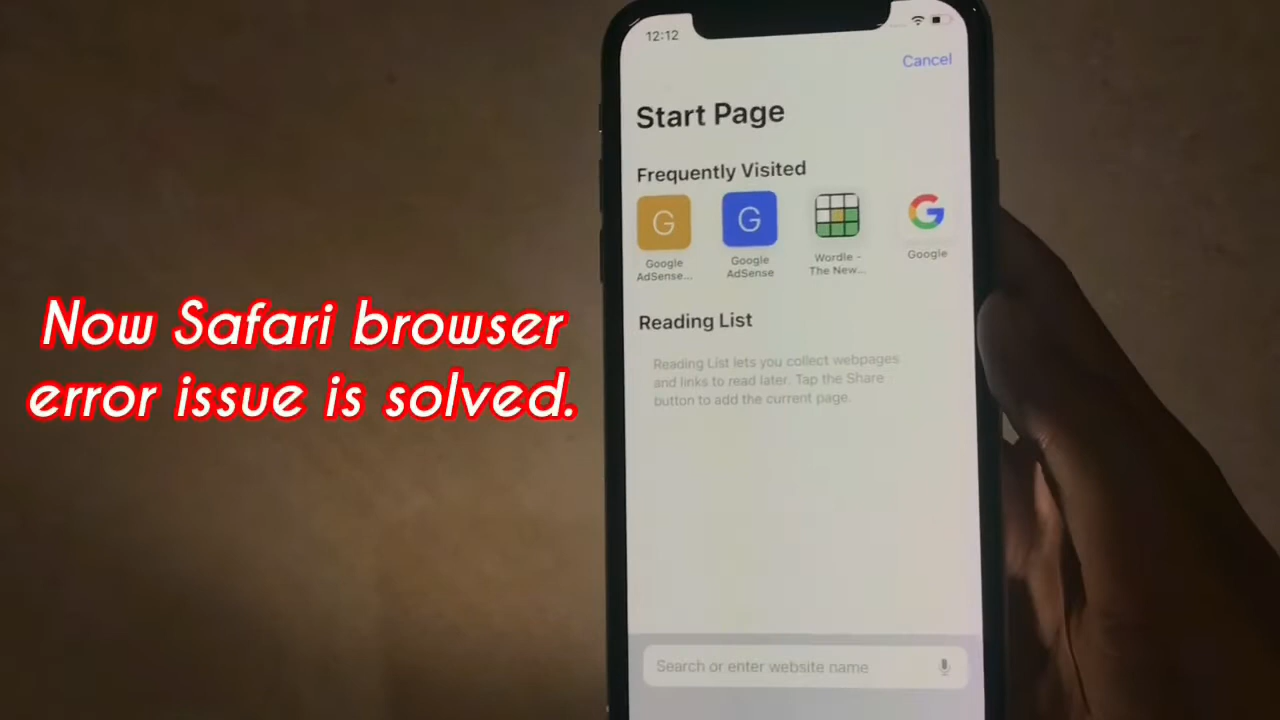 12:12
Cancel
Start Page
Frequently Visited
G
G
G
Google
AdSense...
Google
AdSense
Wordle -
The New...
Google
Reading List
Reading List lets you collect webpages
and links to read later. Tap the Share
button to add the current page.
Now Safari browser
error issue is solved.
Search or enter website name